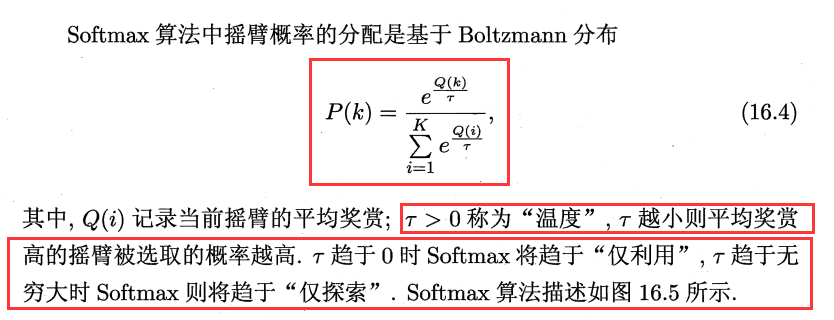 Softmax 算法中摇臂概率的分配是基于 Boltzmann 分布
P(k) = \frac{e^{\frac{Q(k)}{\tau}}}{\sum_{i=1}^{K} e^{\frac{Q(i)}{\tau}}}, (16.4)
其中, Q(i) 记录当前摇臂的平均奖赏; τ > 0 称为“温度”, τ 越小则平均奖赏
高的摇臂被选取的概率越高. τ 趋于 0 时 Softmax 将趋于“仅利用”, τ 趋于无
穷大时 Softmax 则将趋于“仅探索”. Softmax 算法描述如图 16.5 所示.